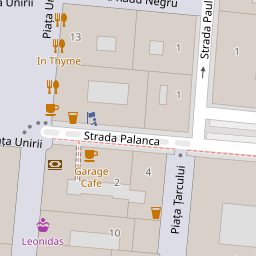 Radu Negru
Unirii
Piața Un
13
1
Strada Paul
In Thyme
1
Strada Palanca
Piața Unirii
Garage
Cafe
4
2
Piața Țarcului
Leonidas
10